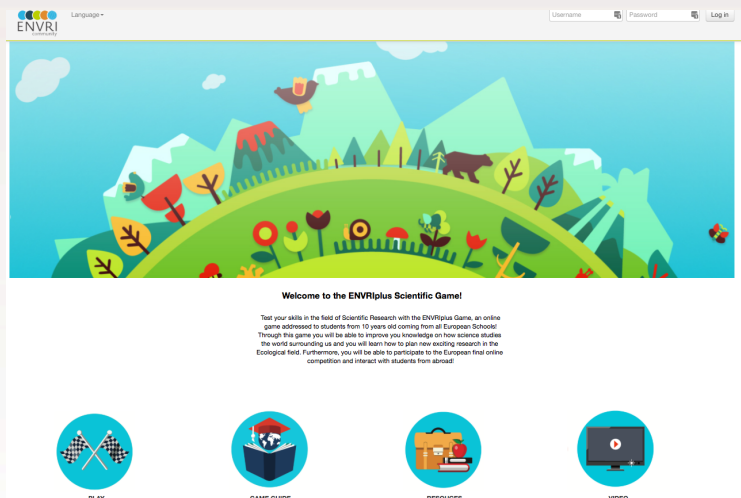 ENVRI
community
Language
Username
Password
Log in
Welcome to the ENVRIplus Scientific Game!
Test your skills in the field of Scientific Research with the ENVRIplus Game, an online
game addressed to students from 10 years old coming from all European Schools!
Through this game you will be able to improve you knowledge on how science studies
the world surrounding us and you will learn how to plan new exciting research in the
Ecological field. Furthermore, you will be able to participate to the European final online
competition and interact with students from abroad!
PLAY
GAME GUIDE
RESOUCES
VIDEO